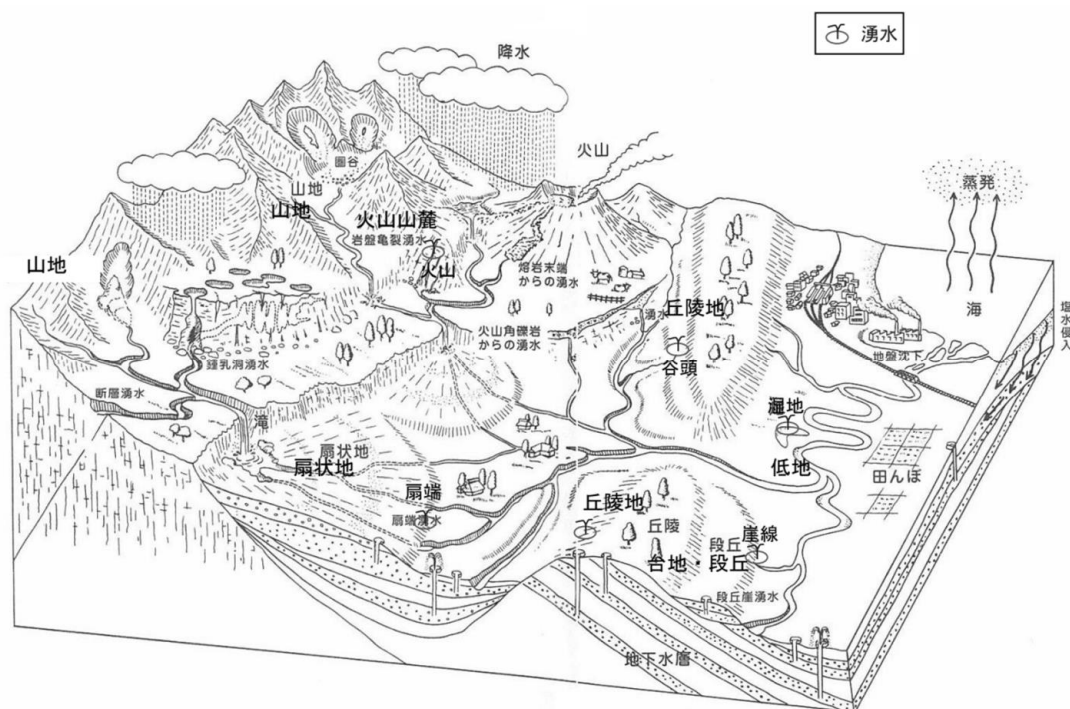 湧水
降水
火山
蒸発
圏谷
山地
山地
火山山麓
岩盤亀裂湧水
火山
熔岩末端
からの湧水
山地
海
塩水侵入
湧水
丘陵地
火山角礫岩
からの湧水
地盤沈下
谷頭
鍾乳洞湧水
断層湧水
湿地
滝
扇状地
扇状地
低地
田んぼ
扇端
扇端湧水
丘陵地
丘陵
崖線
段丘
台地・段丘
段丘崖湧水
地下水層